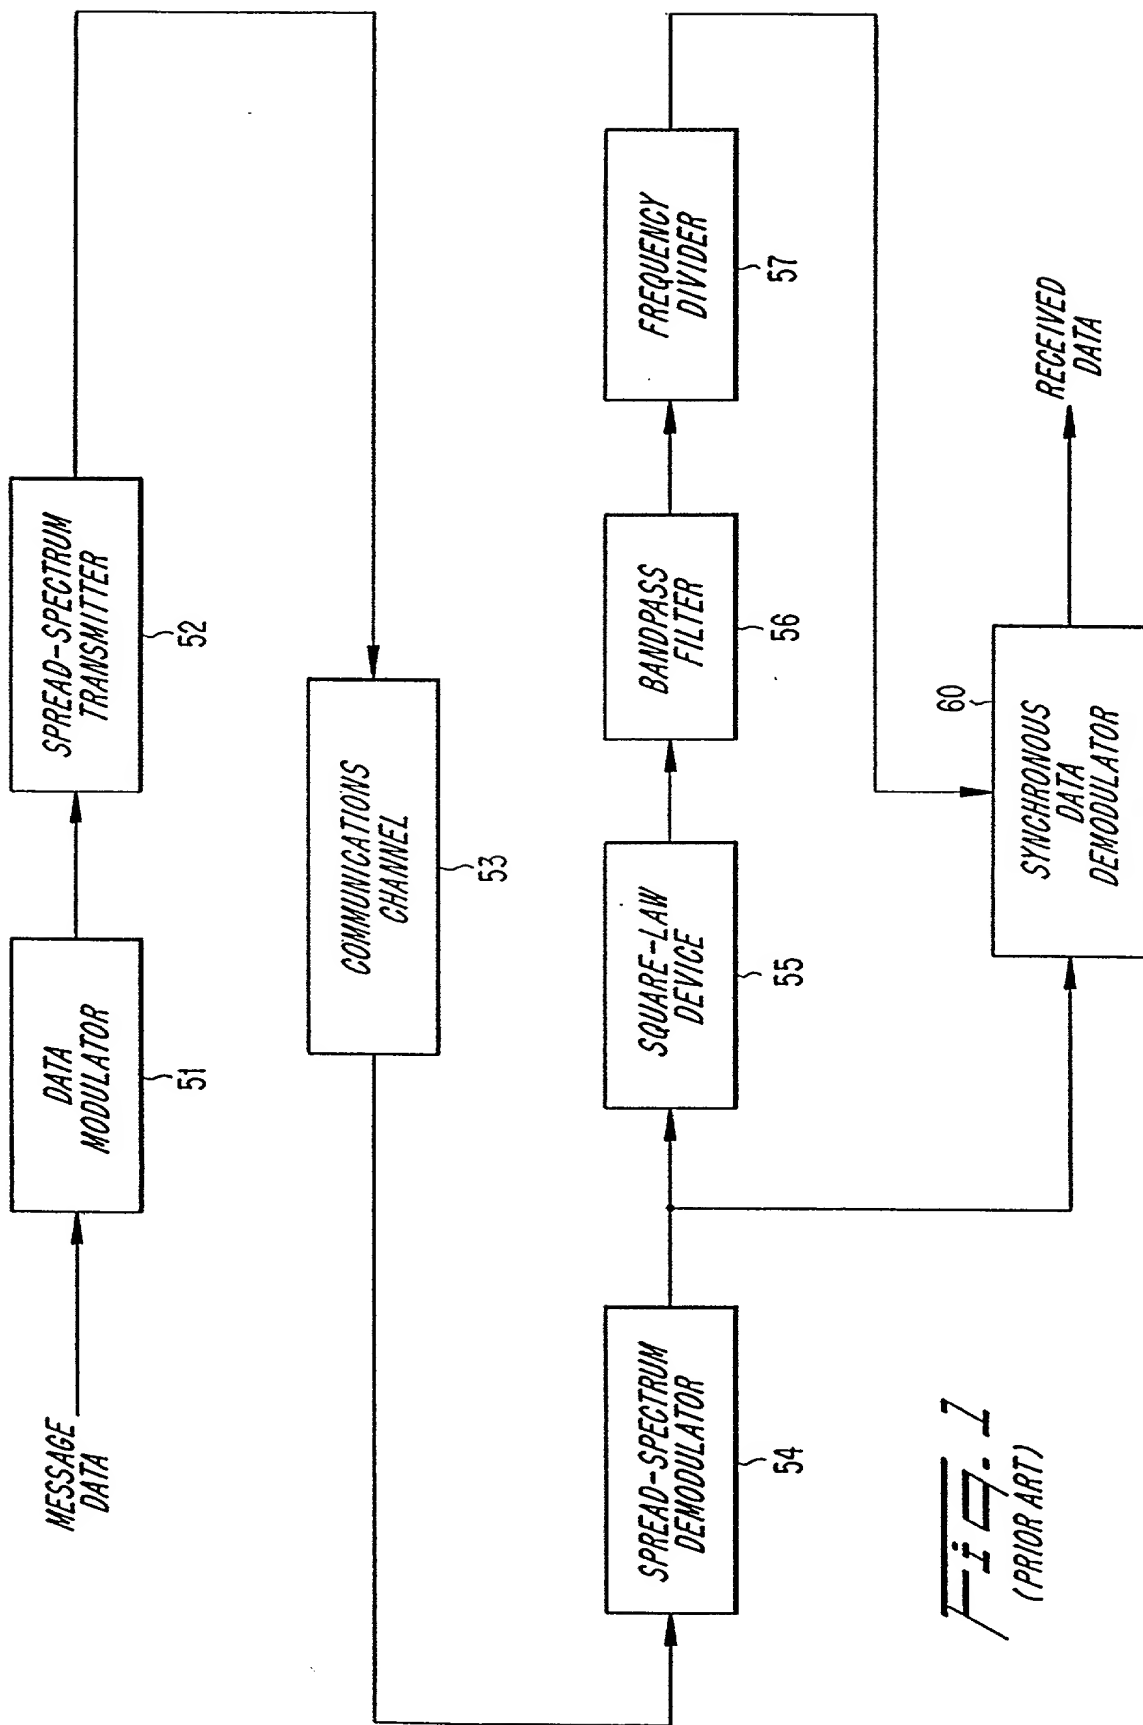 MESSAGE
DATA
DATA
MODULATOR
51
SPREAD-SPECTRUM
TRANSMITTER
52
COMMUNICATIONS
CHANNEL
53
SPREAD-SPECTRUM
DEMODULATOR
54
SQUARE-LAW
DEVICE
55
BANDPASS
FILTER
56
FREQUENCY
DIVIDER
57
60
SYNCHRONOUS
DATA
DEMODULATOR
RECEIVED
DATA
Fig. 1
(PRIOR ART)